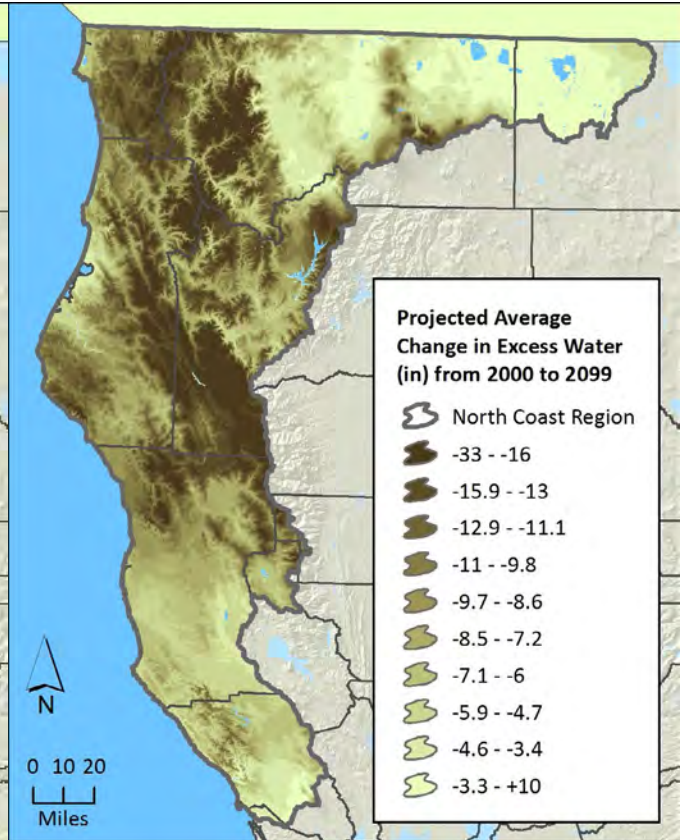 Projected Average
Change in Excess Water
(in) from 2000 to 2099
North Coast Region
-33 - -16
-15.9 - -13
-12.9 - -11.1
-11 - -9.8
-9.7 - -8.6
-8.5 - -7.2
-7.1 - -6
-5.9 - -4.7
-4.6 - -3.4
-3.3 - +10
N
0 10 20
Miles